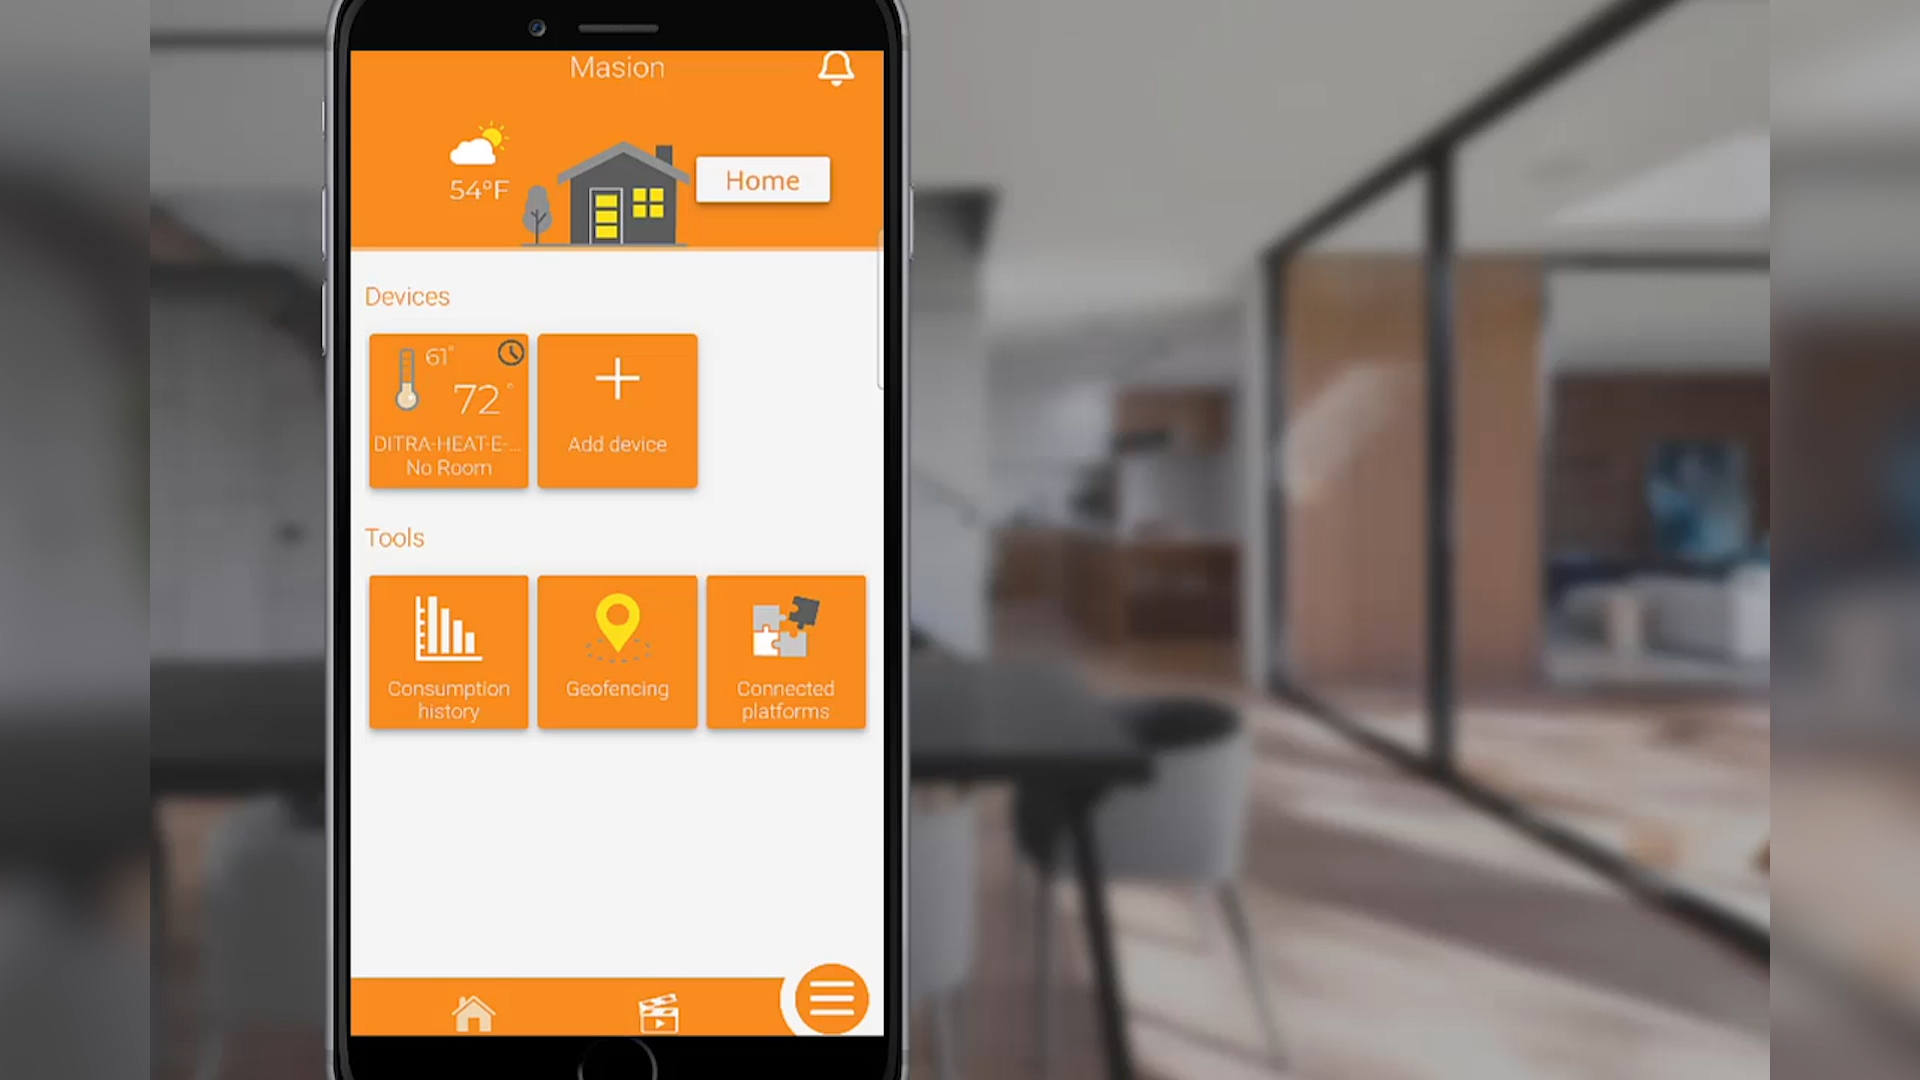 Masion
54°F
Home
Devices
61°
72°
DITRA-HEAT-E-...
No Room
Add device
Tools
Consumption
history
Geofencing
Connected
platforms